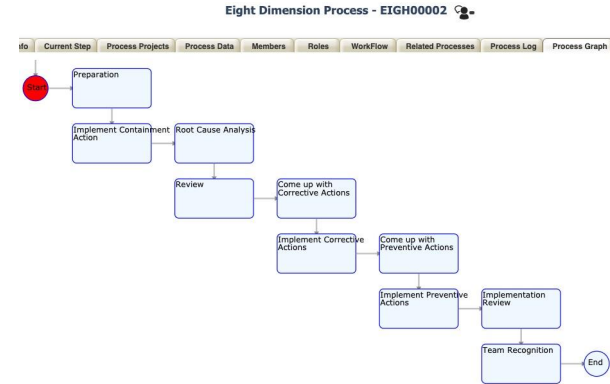 Eight Dimension Process - EIGH00002
nfo Current Step Process Projects Process Data Members Roles WorkFlow Related Processes Process Log Process Graph
Start
Preparation
Implement Containment
Action
Root Cause Analysis
Review
Come up with
Corrective Actions
Implement Corrective
Actions
Come up with
Preventive Actions
Implement Preventive
Actions
Implementation
Review
Team Recognition
End